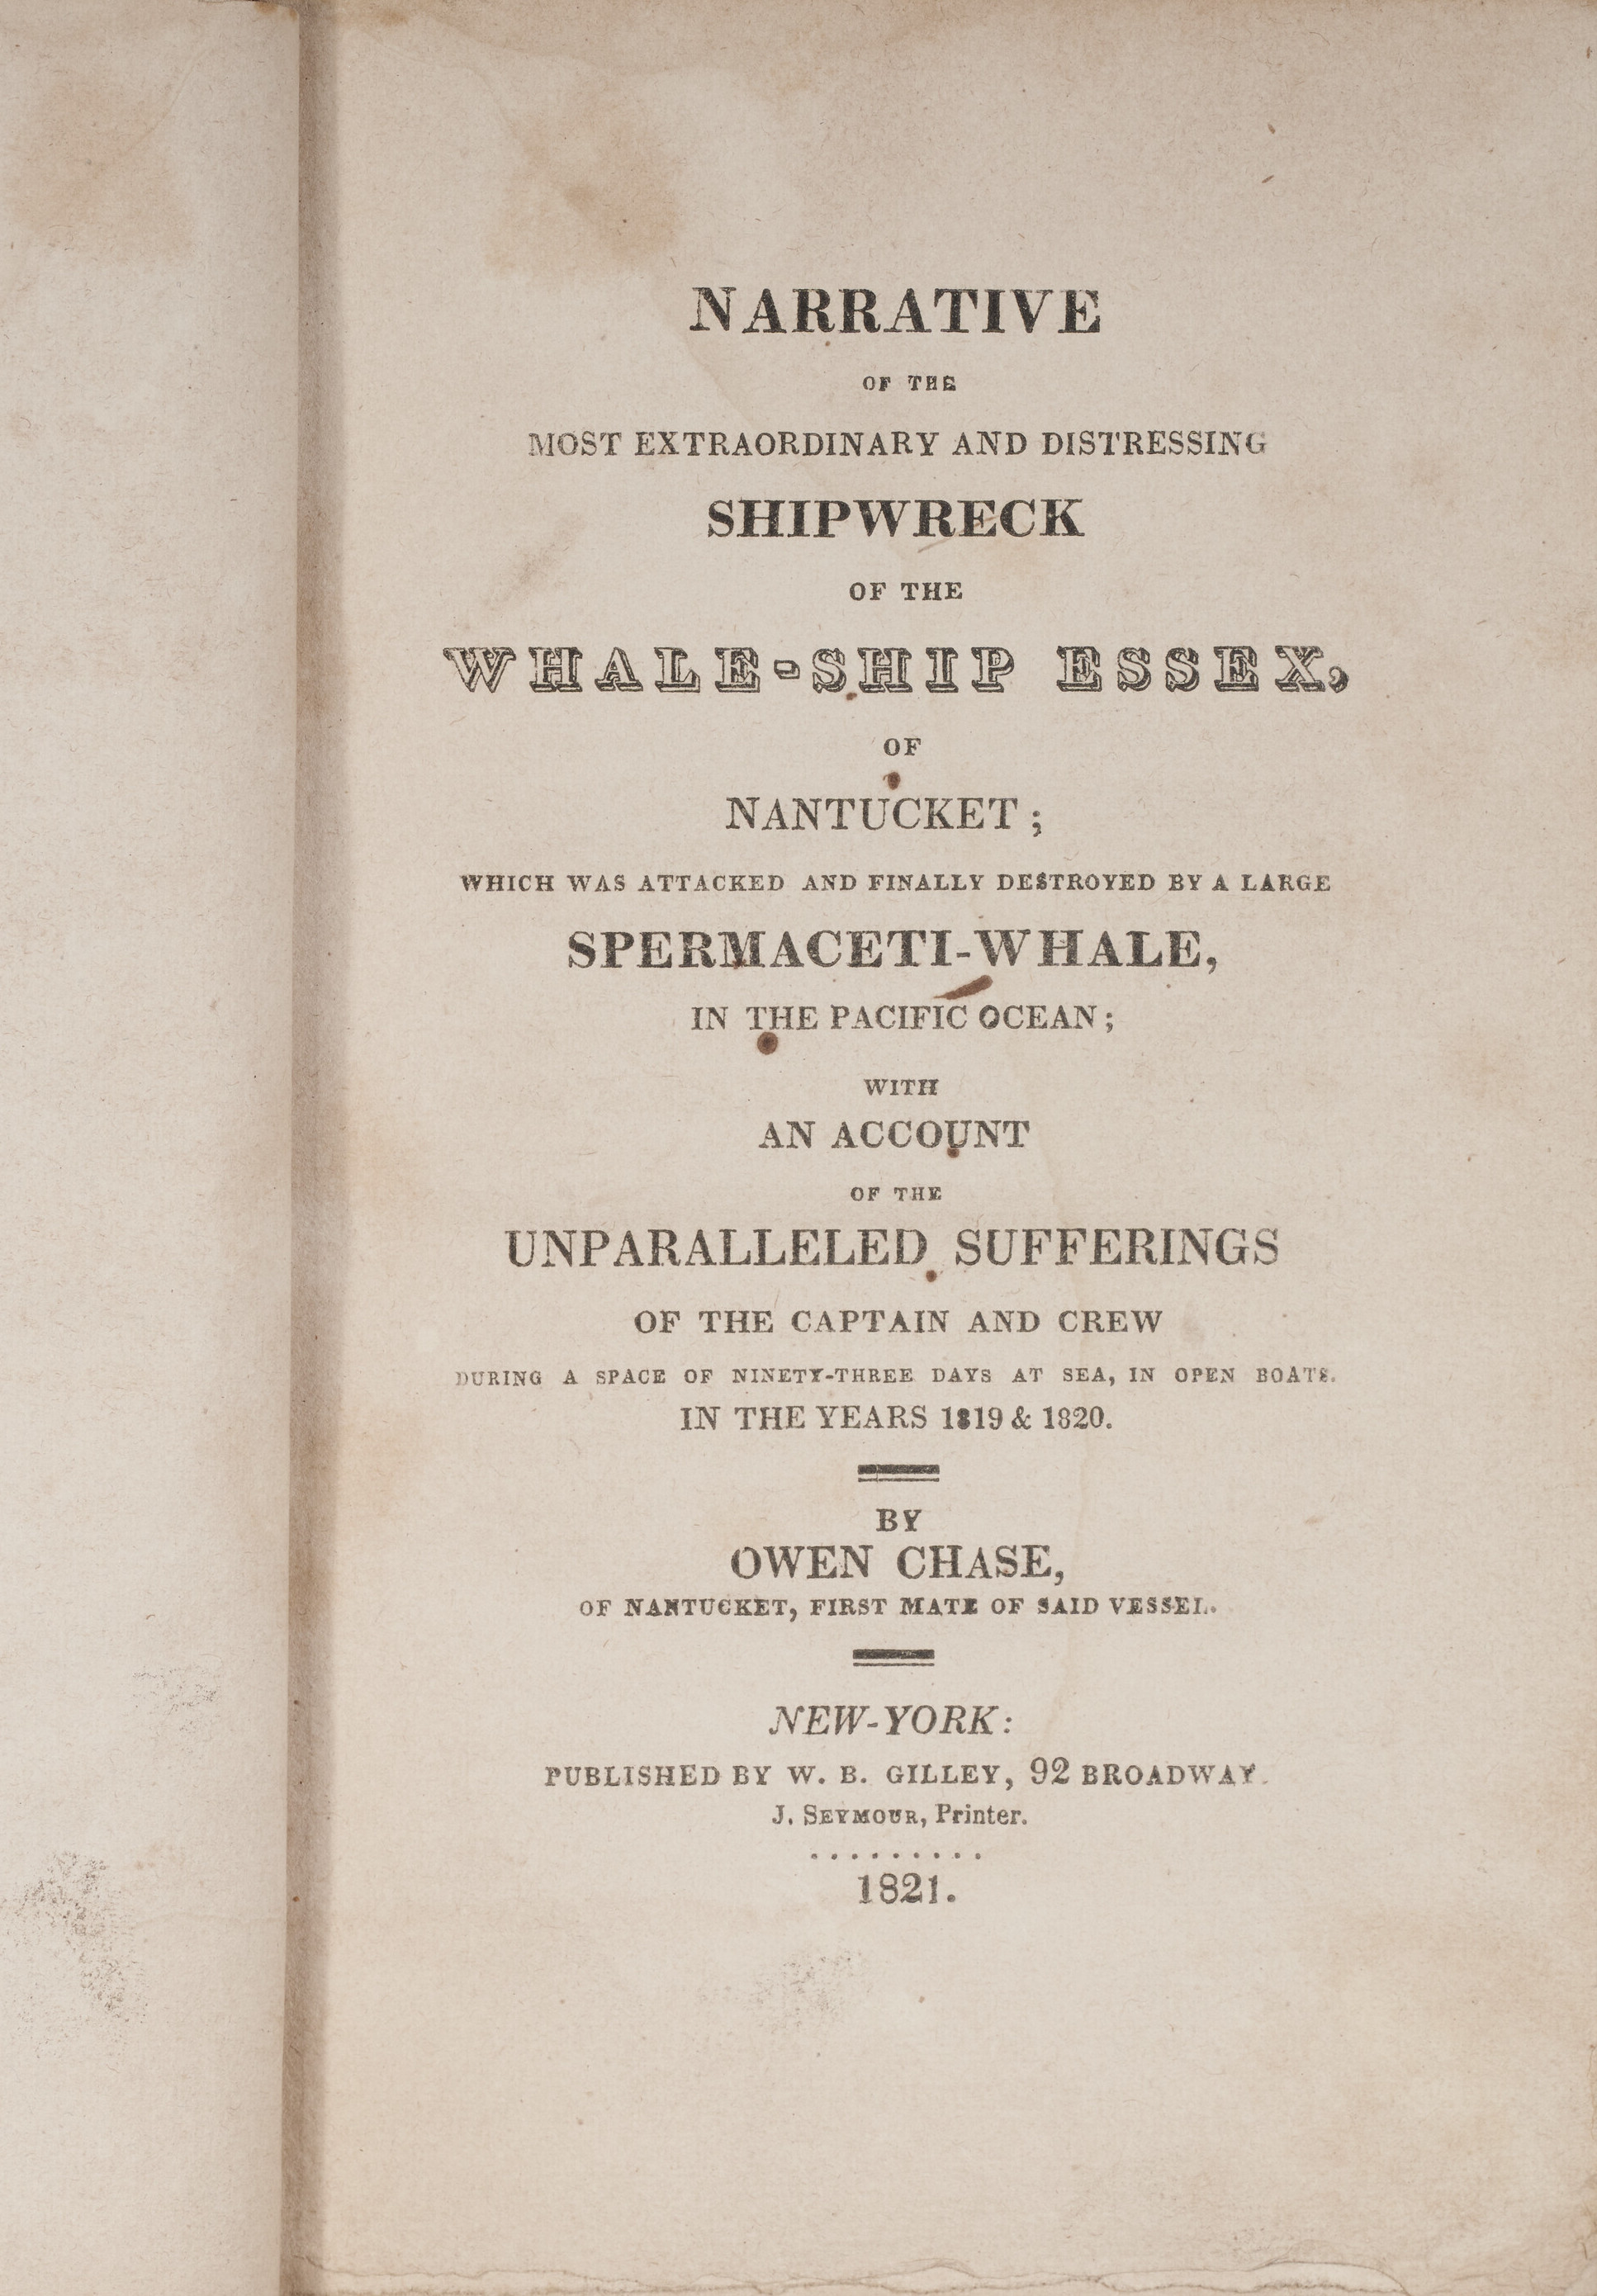 NARRATIVE
OF THE
MOST EXTRAORDINARY AND DISTRESSING
SHIPWRECK
OF THE
WHALE-SHIP ESSEX,
OF
NANTUCKET;
WHICH WAS ATTACKED AND FINALLY DESTROYED BY A LARGE
SPERMACETI-WHALE,
IN THE PACIFIC OCEAN;
WITH
AN ACCOUNT
OF THE
UNPARALLELED SUFFERINGS
OF THE CAPTAIN AND CREW
DURING A SPACE OF NINETY-THREE DAYS AT SEA, IN OPEN BOATS.
IN THE YEARS 1819 & 1820.
BY
OWEN CHASE,
OF NANTUCKET, FIRST MATE OF SAID VESSEL.
NEW-YORK:
PUBLISHED BY W. B. GILLEY, 92 BROADWAY.
J. SEYMOUR, Printer.
.........
1821.